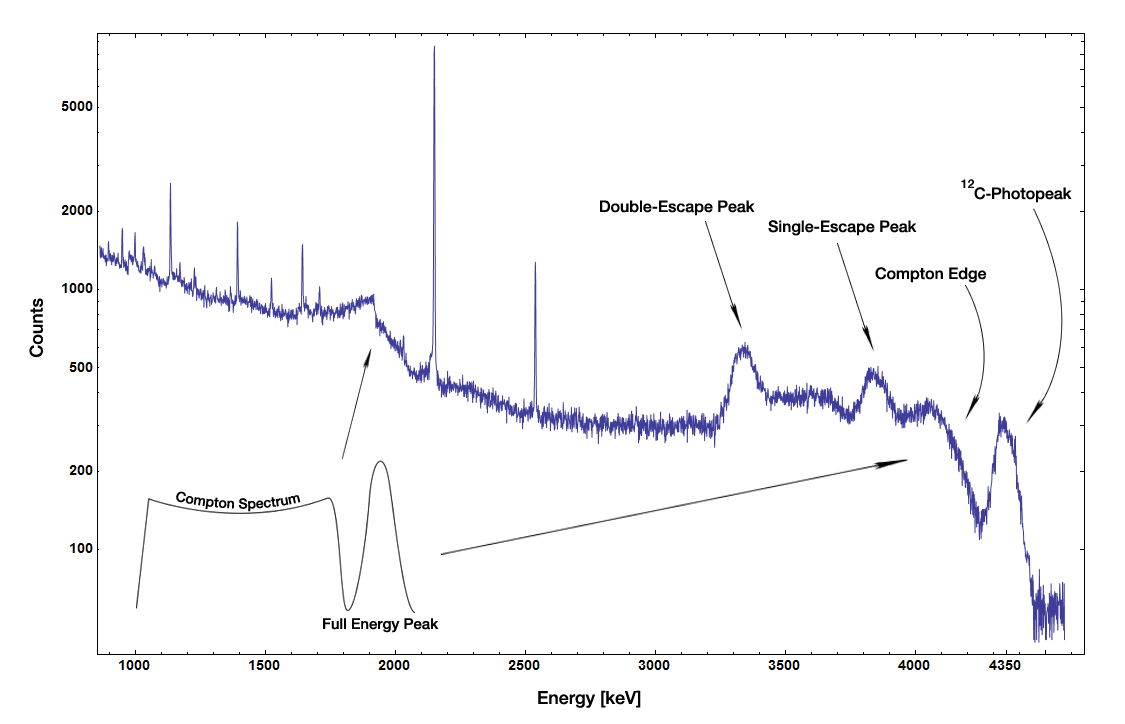 5000
2000
1000
500
200
100
Counts
Double-Escape Peak
Single-Escape Peak
Compton Edge
12C-Photopeak
Compton Spectrum
Full Energy Peak
1000 1500 2000 2500 3000 3500 4000 4350
Energy [keV]